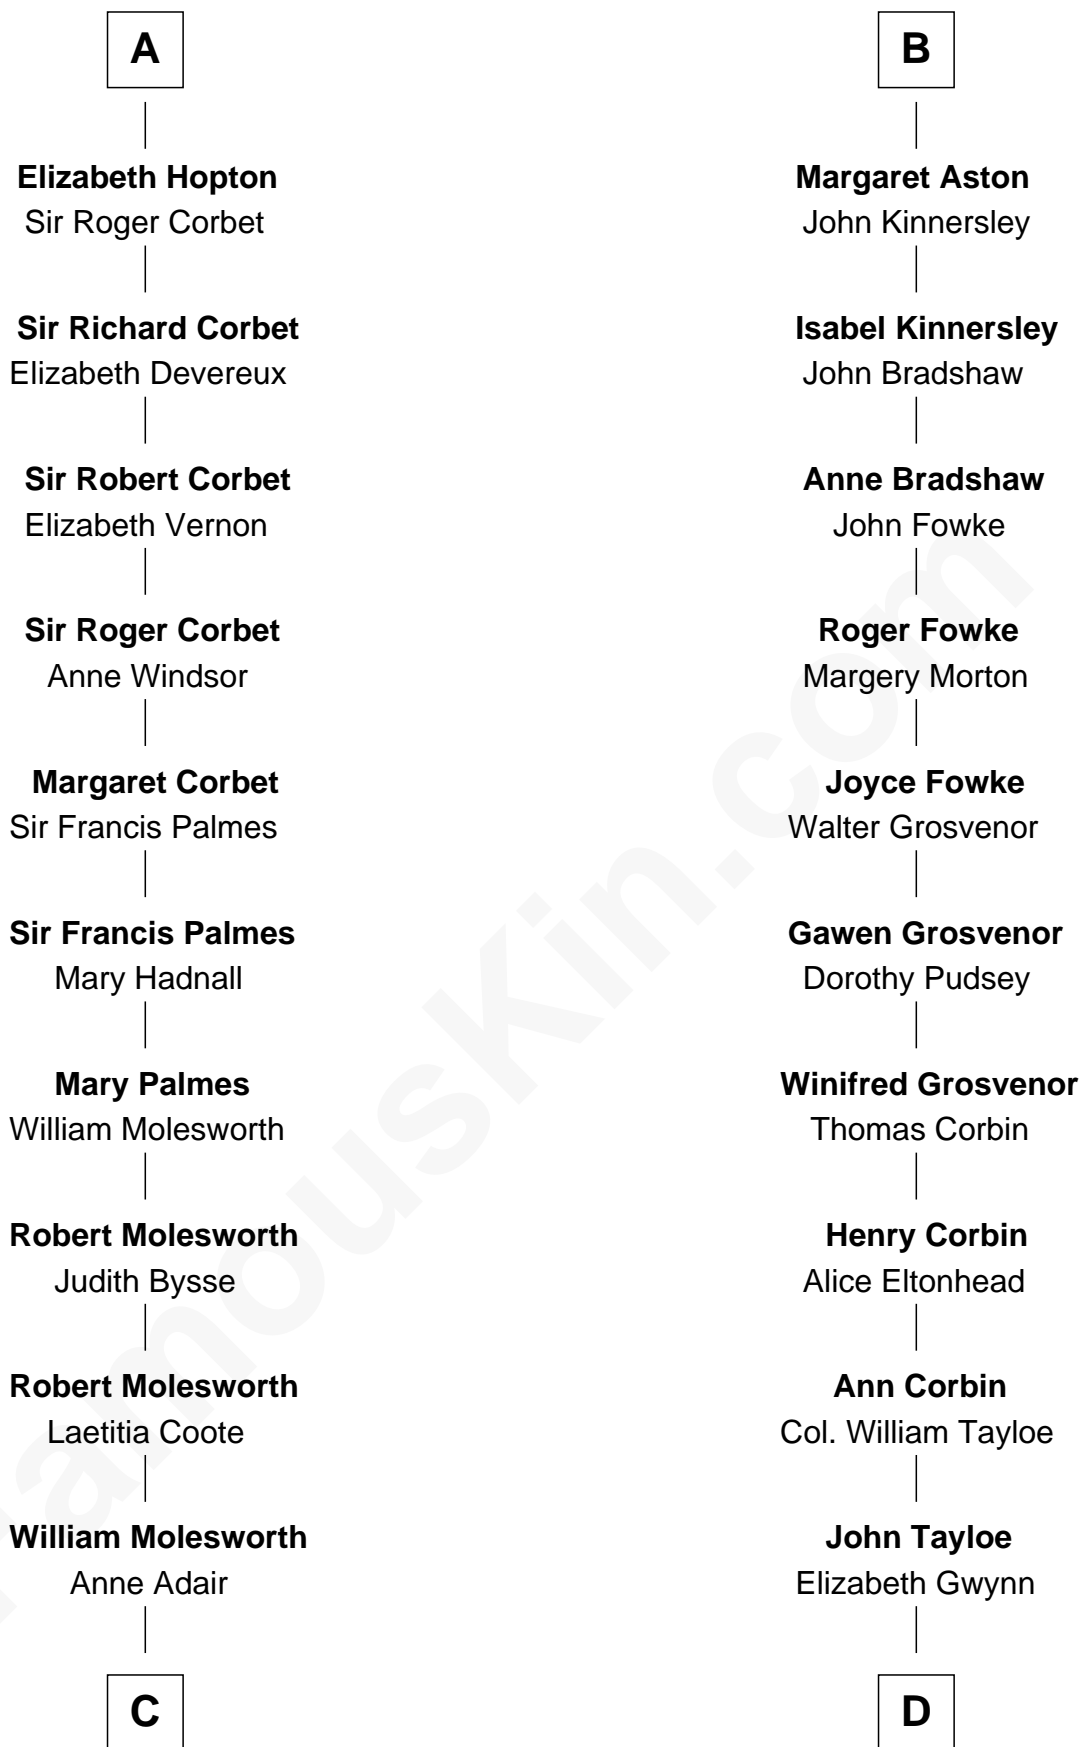 A
Elizabeth Hopton
Sir Roger Corbet
Sir Richard Corbet
Elizabeth Devereux
Sir Robert Corbet
Elizabeth Vernon
Sir Roger Corbet
Anne Windsor
Margaret Corbet
Sir Francis Palmes
Sir Francis Palmes
Mary Hadnall
Mary Palmes
William Molesworth
Robert Molesworth
Judith Bysse
Robert Molesworth
Laetitia Coote
William Molesworth
Anne Adair
C
B
Margaret Aston
John Kinnersley
Isabel Kinnersley
John Bradshaw
Anne Bradshaw
John Fowke
Roger Fowke
Margery Morton
Joyce Fowke
Walter Grosvenor
Gawen Grosvenor
Dorothy Pudsey
Winifred Grosvenor
Thomas Corbin
Henry Corbin
Alice Eltonhead
Ann Corbin
Col. William Tayloe
John Tayloe
Elizabeth Gwynn
D
FamousKin.com